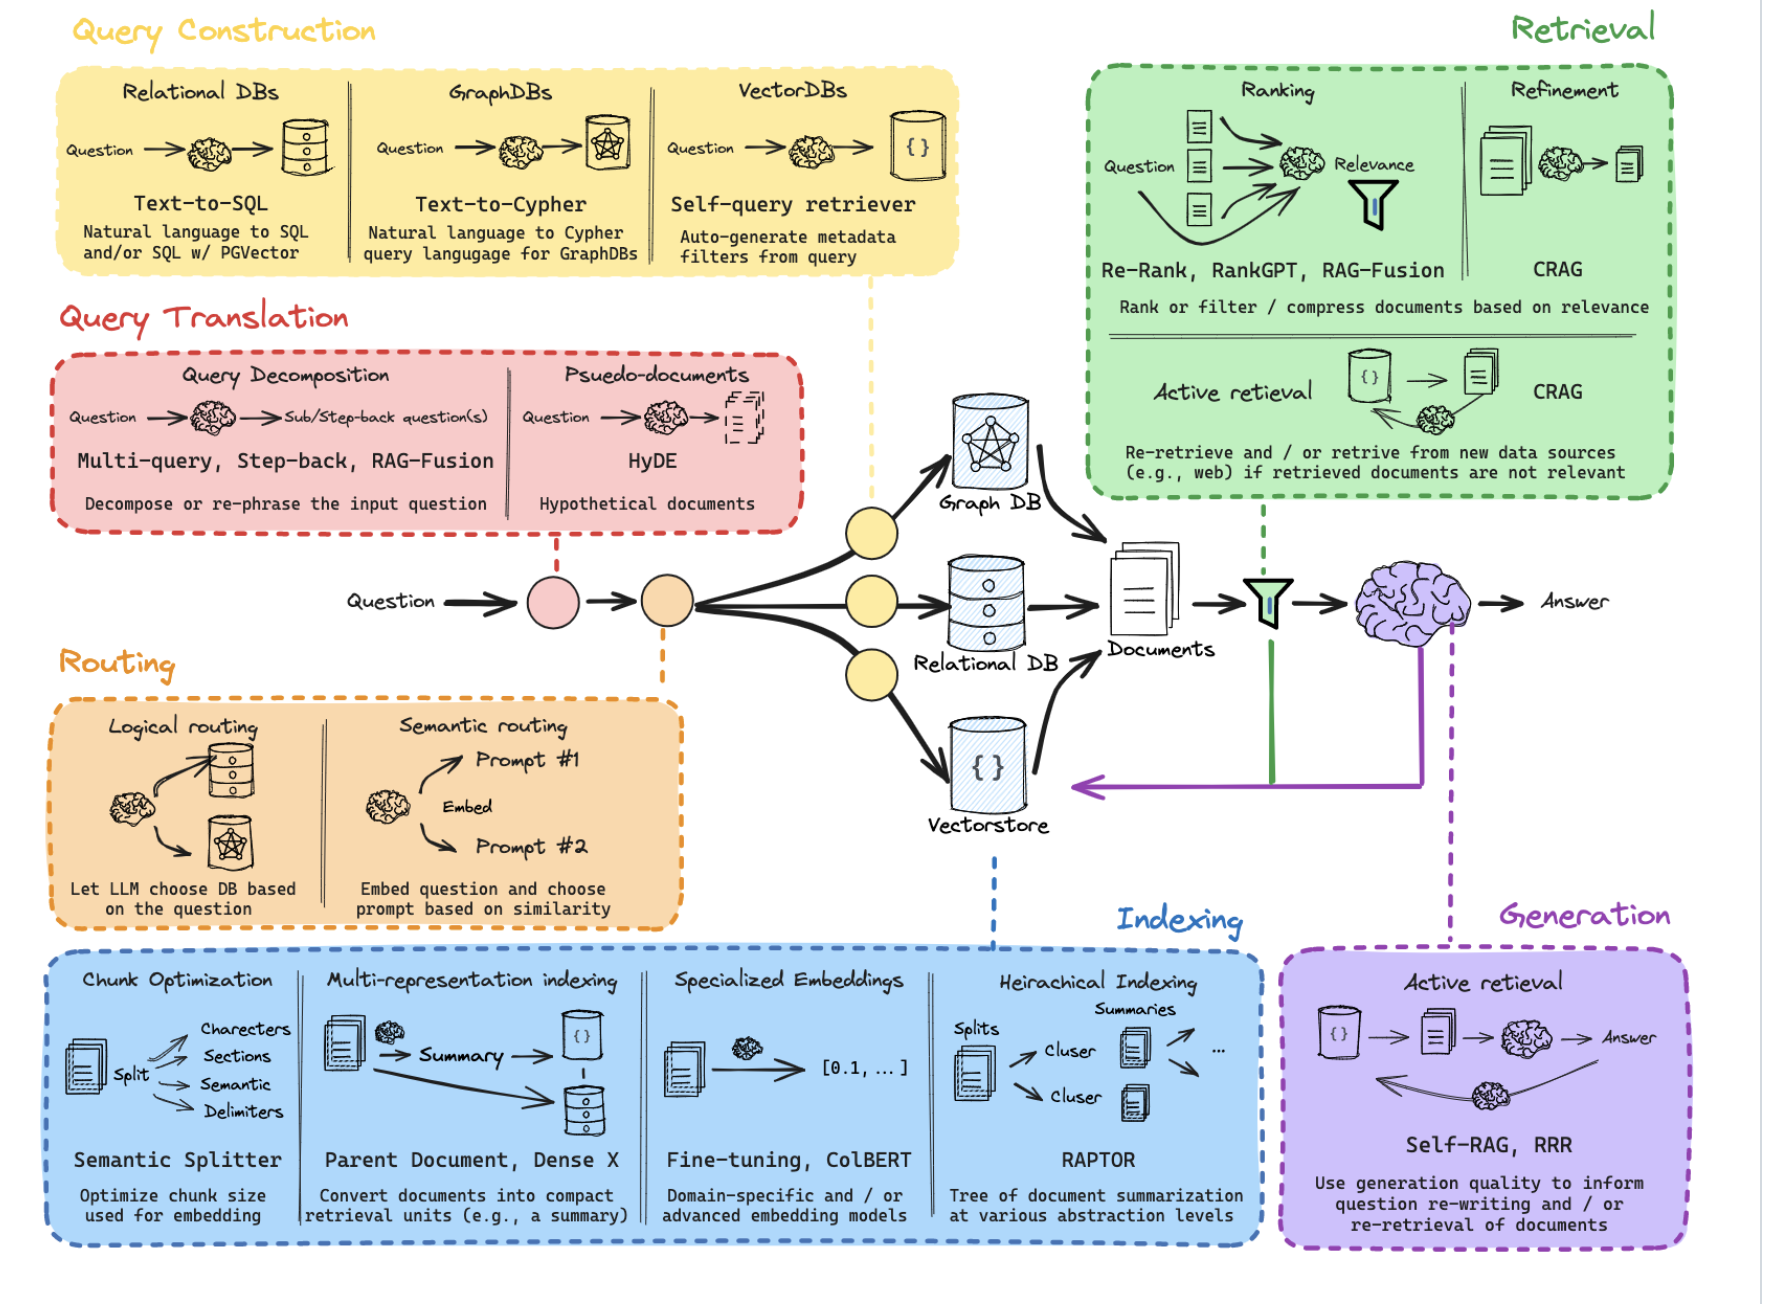 Query Construction
Relational DBs
Question
Text-to-SQL
Natural language to SQL
and/or SQL w/ PGVector
GraphDBs
Question
Text-to-Cypher
Natural language to Cypher
query langugage for GraphDBs
VectorDBs
Question
{}
Self-query retriever
Auto-generate metadata
filters from query
Retrieval
Ranking
Question
Relevance
Re-Rank, RankGPT, RAG-Fusion
Refinement
CRAG
Rank or filter / compress documents based on relevance
Active retieval
{}
CRAG
Re-retrieve and / or retrive from new data sources
(e.g., web) if retrieved documents are not relevant
Query Translation
Query Decomposition
Question
Sub/Step-back question(s)
Multi-query, Step-back, RAG-Fusion
Decompose or re-phrase the input question
Psuedo-documents
Question
HyDE
Hypothetical documents
Question
Graph DB
Relational DB
{}
Vectorstore
Documents
Answer
Routing
Logical routing
Let LLM choose DB based
on the question
Semantic routing
Prompt #1
Embed
Prompt #2
Embed question and choose
prompt based on similarity
Indexing
Chunk Optimization
Split
Charecters
Sections
Semantic
Delimiters
Semantic Splitter
Optimize chunk size
used for embedding
Multi-representation indexing
Summary
{}
Parent Document, Dense X
Convert documents into compact
retrieval units (e.g., a summary)
Specialized Embeddings
[0.1, ...]
Fine-tuning, ColBERT
Domain-specific and / or
advanced embedding models
Heirachical Indexing
Summaries
Splits
Cluser
Cluser
...
RAPTOR
Tree of document summarization
at various abstraction levels
Generation
Active retieval
{}
Answer
Self-RAG, RRR
Use generation quality to inform
question re-writing and / or
re-retrieval of documents